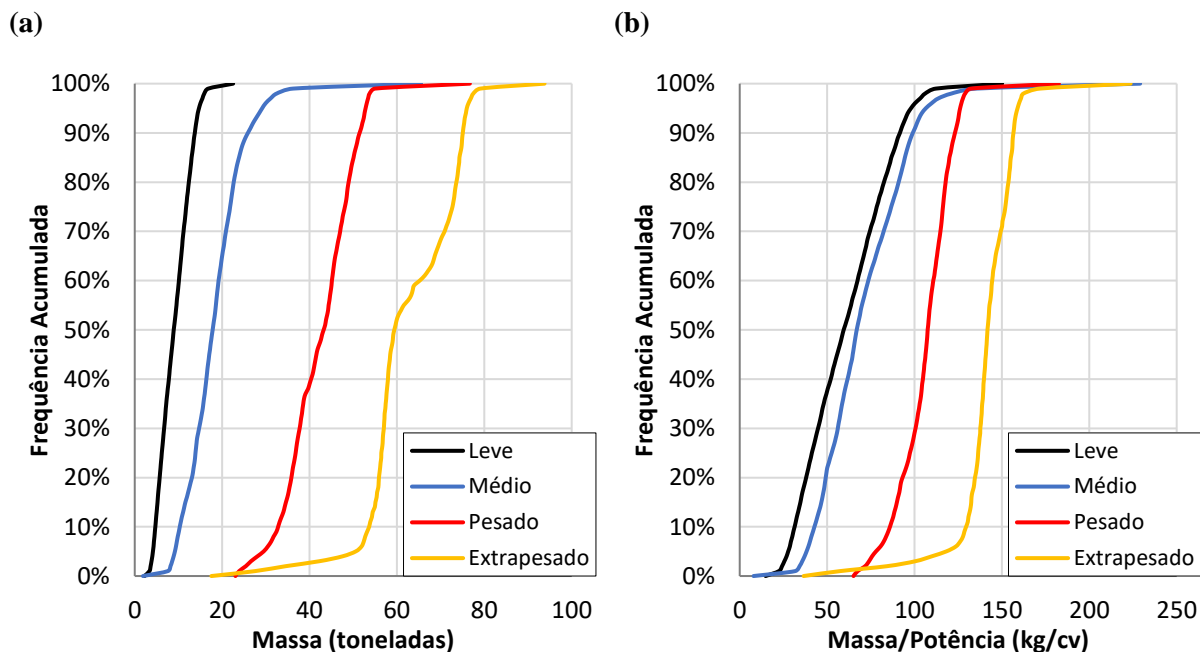 (a)
100%
90%
80%
70%
60%
50%
40%
30%
20%
10%
0%
Frequência Acumulada
0 20 40 60 80 100
Massa (toneladas)
Leve
Médio
Pesado
Extrapesado
(b)
100%
90%
80%
70%
60%
50%
40%
30%
20%
10%
0%
Frequência Acumulada
0 50 100 150 200 250
Massa/Potência (kg/cv)
Leve
Médio
Pesado
Extrapesado